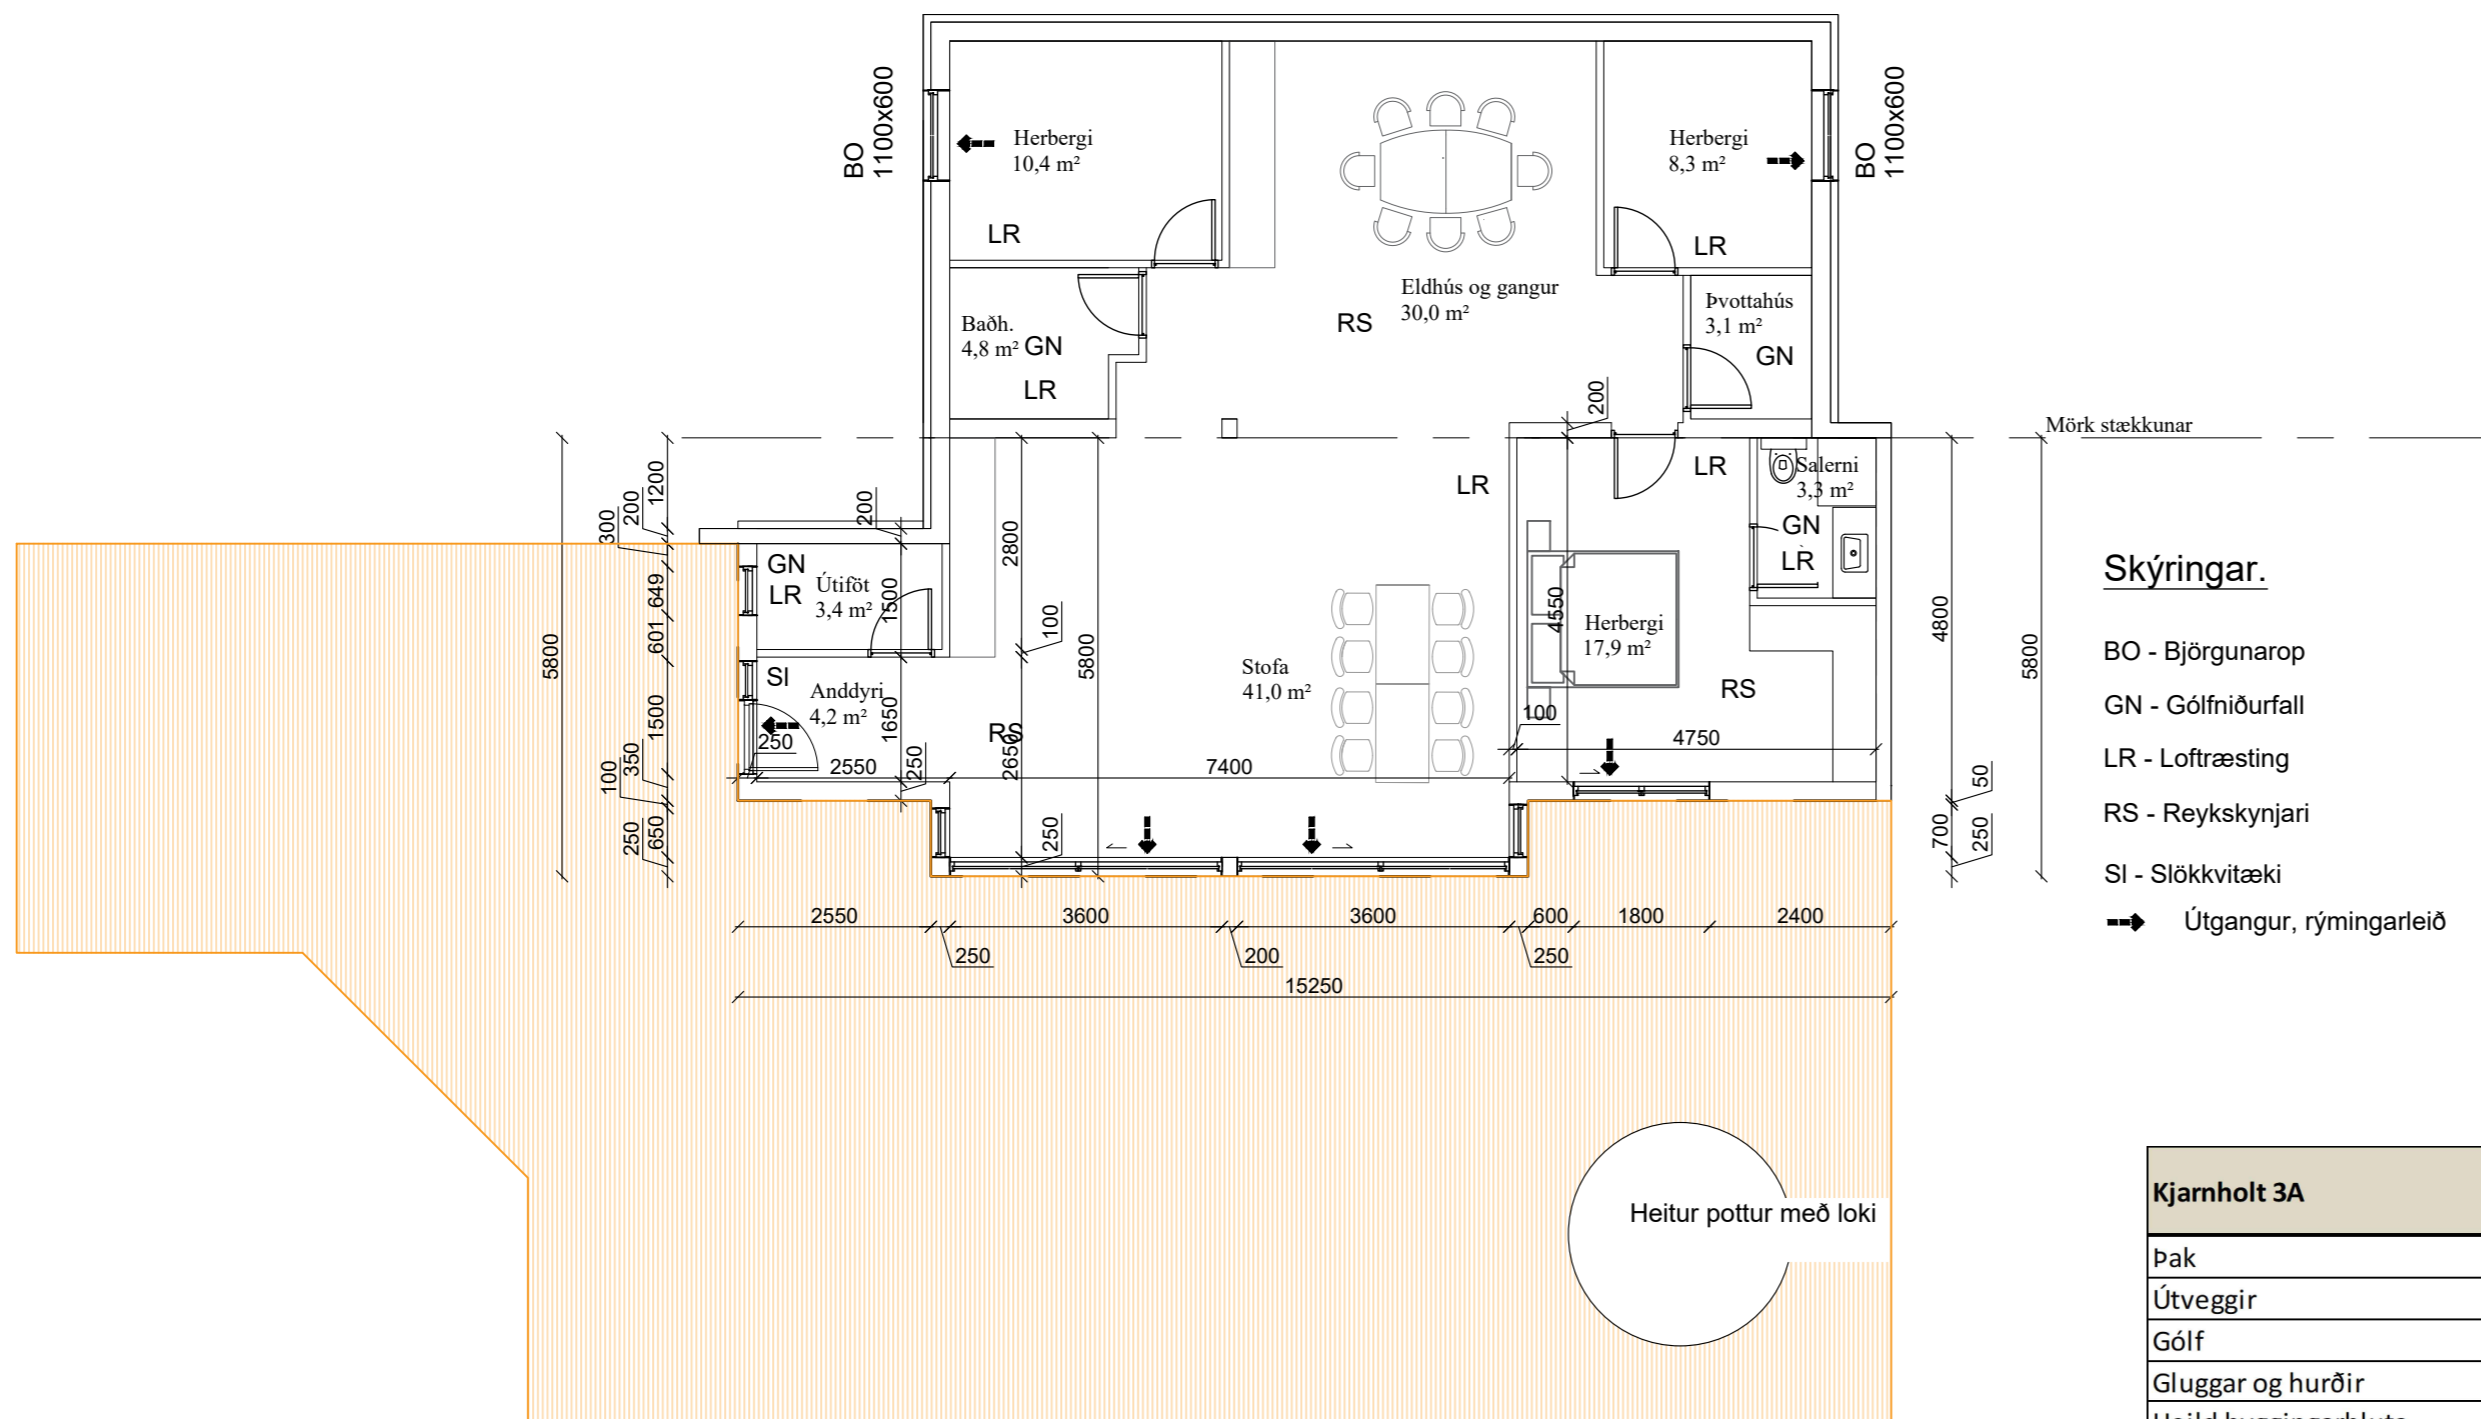 BO
1100x600
Herbergi
10,4 m²
LR
Herbergi
8,3 m²
LR
BO
1100x600
Eldhús og gangur
30,0 m²
RS
Baðh.
4,8 m² GN
LR
Þvottahús
3,1 m²
GN
200
Mörk stækkunar
5800
1200
200
300
649
601
1500
350
100
650
250
200
GN
LR
Útiföt
3,4 m²
1500
SI
Anddyri
4,2 m²
1650
250
2550
250
2800
100
5800
RS
2650
250
Stofa
41,0 m²
7400
LR
LR
Salerni
3,3 m²
GN
LR
4550
Herbergi
17,9 m²
RS
100
4750
4800
50
700
250
5800
2550
3600
3600
600
1800
2400
250
200
250
15250
Heitur pottur með loki
Skýringar.
BO - Björgunarop
GN - Gólfniðurfall
LR - Loftræsting
RS - Reykskynjari
SI - Slökkvitæki
Útgangur, rýmingarleið
Kjarnholt 3A
Þak
Útveggir
Gólf
Gluggar og hurðir